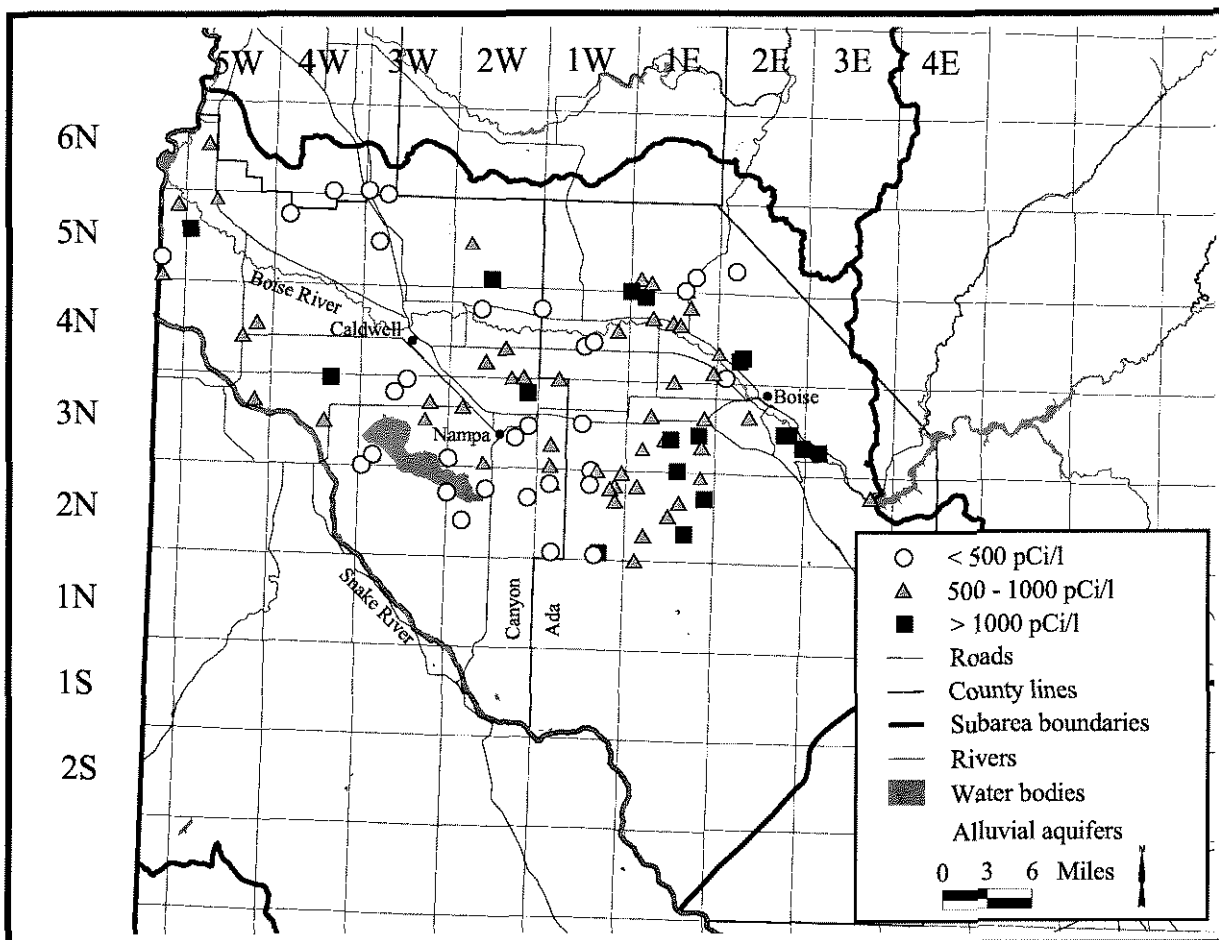 5W 4W 3W 2W 1W 1E 2E 3E 4E
6N
5N
4N
3N
2N
1N
1S
2S
Boise River
Caldwell
Boise
Nampa
Snake River
Canyon
Ada
< 500 pCi/l
500 - 1000 pCi/l
> 1000 pCi/l
Roads
County lines
Subarea boundaries
Rivers
Water bodies
Alluvial aquifers
0 3 6 Miles